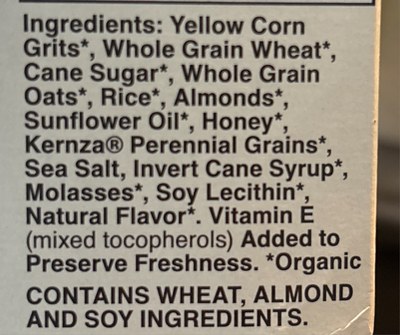 Ingredients: Yellow Corn
Grits*, Whole Grain Wheat*,
Cane Sugar*, Whole Grain
Oats*, Rice*, Almonds*,
Sunflower Oil*, Honey*,
Kernza® Perennial Grains*,
Sea Salt, Invert Cane Syrup*,
Molasses*, Soy Lecithin*,
Natural Flavor*. Vitamin E
(mixed tocopherols) Added to
Preserve Freshness. *Organic
CONTAINS WHEAT, ALMOND
AND SOY INGREDIENTS.